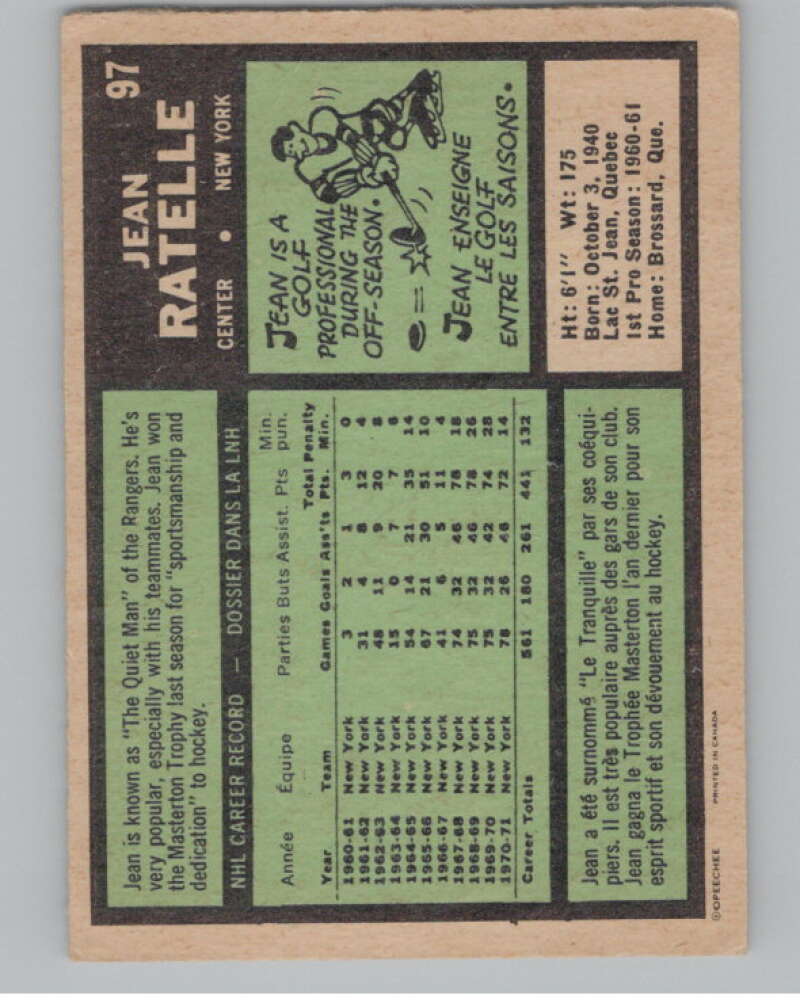 97
JEAN
RATELLE
CENTER • NEW YORK
Jean is known as "The Quiet Man" of the Rangers. He's
very popular, especially with his teammates. Jean won
the Masterton Trophy last season for "sportsmanship and
dedication" to hockey.
JEAN IS A
GOLF
PROFESSIONAL
DURING THE
OFF-SEASON.
JEAN ENSEIGNE
LE GOLF
ENTRE LES SAISONS.
Ht: 6'1" Wt: 175
Born: October 3, 1940
Lac St. Jean, Quebec
1st Pro Season: 1960-61
Home: Brossard, Que.
NHL CAREER RECORD — DOSSIER DANS LA LNH
Min.
Année Équipe Parties Buts Assist. Pts pun.
Total Penalty
Year Team Games Goals Ass'ts Pts. Min.
1960-61 New York 3 2 1 3 0
1961-62 New York 31 4 8 12 4
1962-63 New York 48 11 9 20 8
1963-64 New York 15 0 7 7 6
1964-65 New York 54 14 21 35 14
1965-66 New York 67 21 30 51 10
1966-67 New York 41 6 5 11 4
1967-68 New York 74 32 46 78 18
1968-69 New York 75 32 46 78 26
1969-70 New York 75 32 42 74 28
1970-71 New York 78 26 46 72 14
Career Totals 561 180 261 441 132
Jean a été surnommé "Le Tranquille" par ses coéqui-
piers. Il est très populaire auprès des gars de son club.
Jean gagna le Trophée Masterton l'an dernier pour son
esprit sportif et son dévouement au hockey.
©OPEECHEE PRINTED IN CANADA